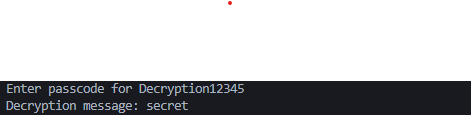 Enter passcode for Decryption12345
Decryption message: secret